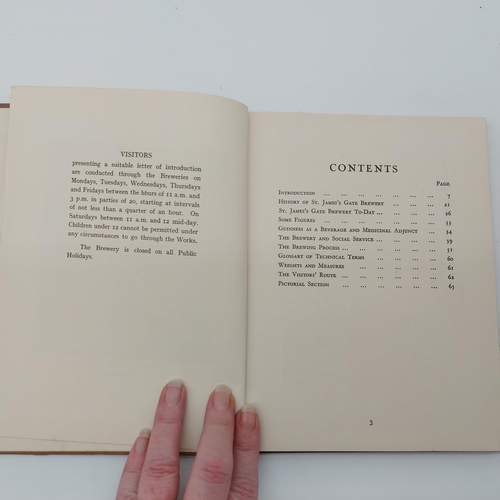 VISITORS
presenting a suitable letter of introduction
are conducted through the Breweries on
Mondays, Tuesdays, Wednesdays, Thursdays
and Fridays between the hburs of 11 a.m. and
3 p.m. in parties of 20, starting at intervals
of not less than a quarter of an hour. On
Saturdays between 11 a.m. and 12 mid-day.
Children under 12 cannot be permitted under
any circumstances to go through the Works.
The Brewery is closed on all Public
Holidays.
CONTENTS
PAGE
INTRODUCTION ... ... ... ... ... ... 7
HISTORY OF ST. JAMES'S GATE BREWERY ... ... ... 21
ST. JAMES'S GATE BREWERY TO-DAY ... ... ... 26
SOME FIGURES ... ... ... ... ... ... 33
GUINNESS AS A BEVERAGE AND MEDICINAL ADJUNCT ... 34
THE BREWERY AND SOCIAL SERVICE ... ... ... 39
THE BREWING PROCESS ... ... ... ... ... 51
GLOSSARY OF TECHNICAL TERMS ... ... ... 60
WEIGHTS AND MEASURES ... ... ... ... 61
THE VISITORS' ROUTE ... ... ... ... ... 62
PICTORIAL SECTION ... ... ... ... ... 65
3